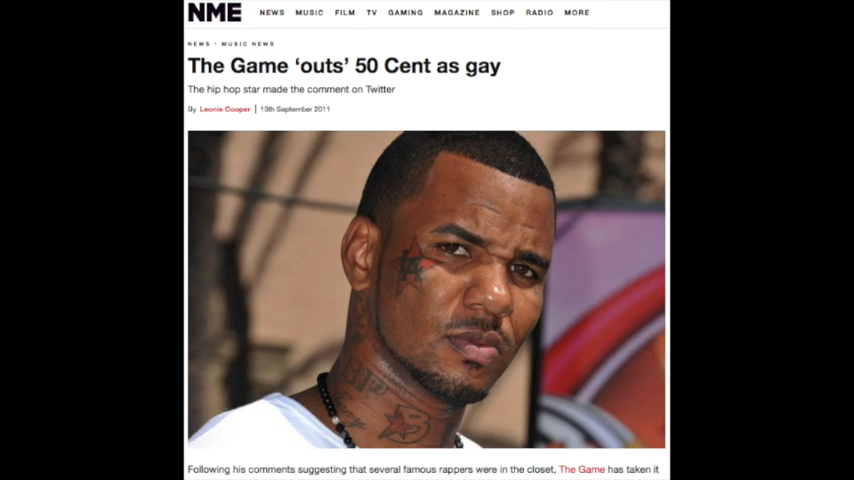 NME NEWS MUSIC FILM TV GAMING MAGAZINE SHOP RADIO MORE
NEWS • MUSIC NEWS
The Game ‘outs’ 50 Cent as gay
The hip hop star made the comment on Twitter
By Leonie Cooper | 13th September 2011
RIP
B
Following his comments suggesting that several famous rappers were in the closet, The Game has taken it